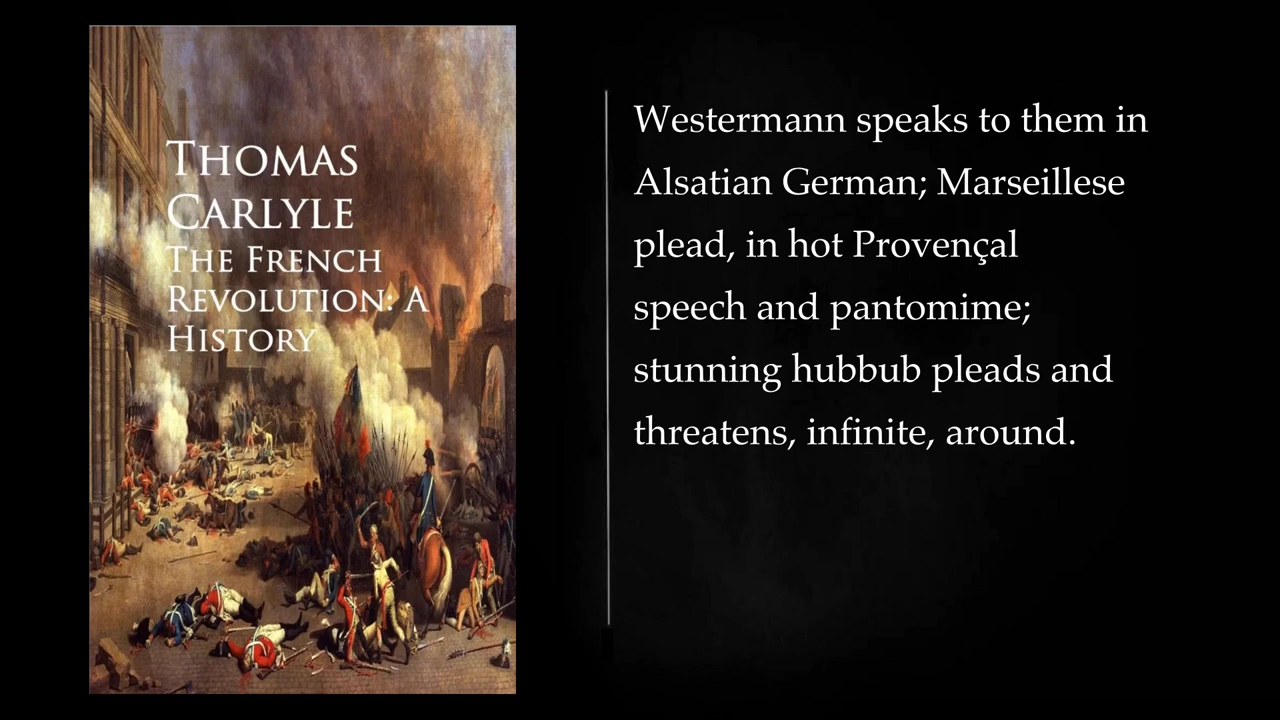 THOMAS
CARLYLE
THE FRENCH
REVOLUTION: A
HISTORY
Westermann speaks to them in
Alsatian German; Marseillese
plead, in hot Provençal
speech and pantomime;
stunning hubbub pleads and
threatens, infinite, around.